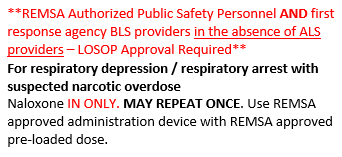 **REMSA Authorized Public Safety Personnel AND first
response agency BLS providers in the absence of ALS
providers – LOSOP Approval Required**
For respiratory depression / respiratory arrest with
suspected narcotic overdose
Naloxone IN ONLY. MAY REPEAT ONCE. Use REMSA
approved administration device with REMSA approved
pre-loaded dose.